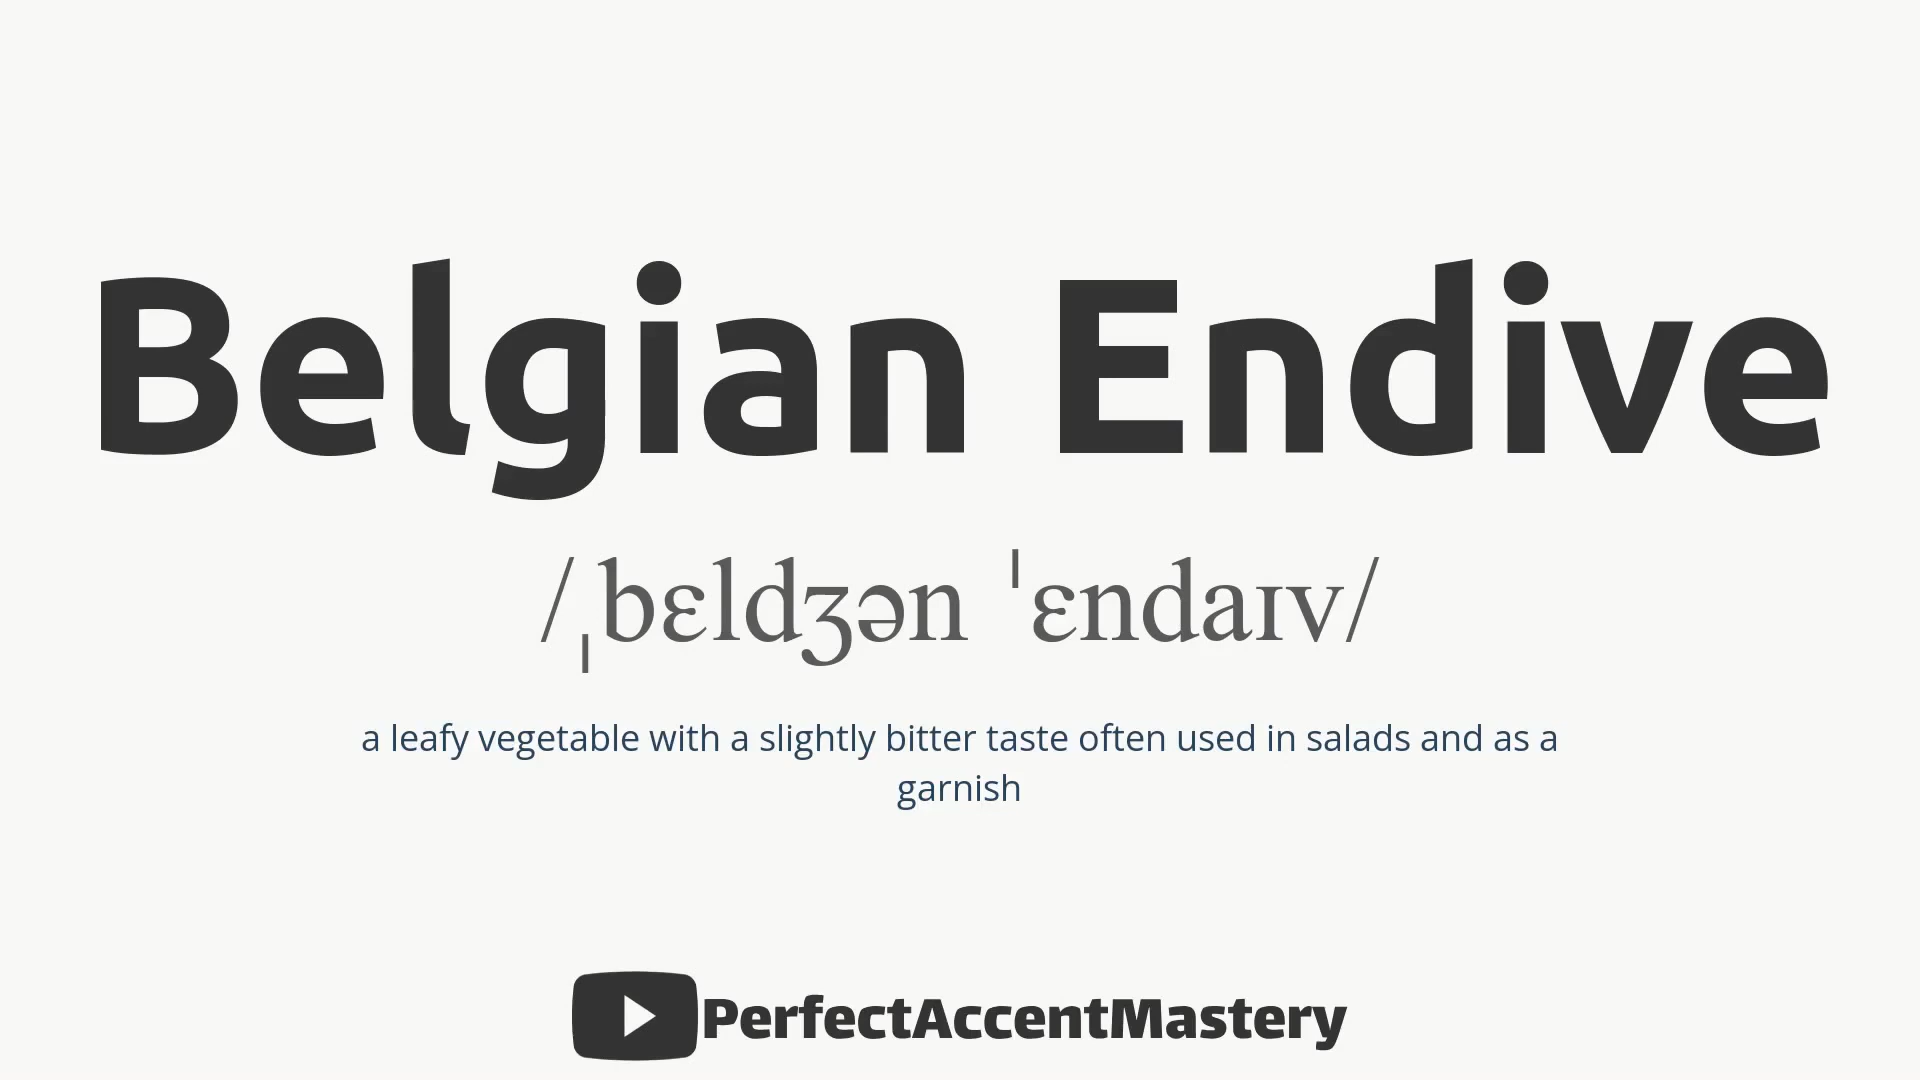 Belgian Endive
/ˌbɛldʒən ˈɛndaɪv/
a leafy vegetable with a slightly bitter taste often used in salads and as a
garnish
PerfectAccentMastery